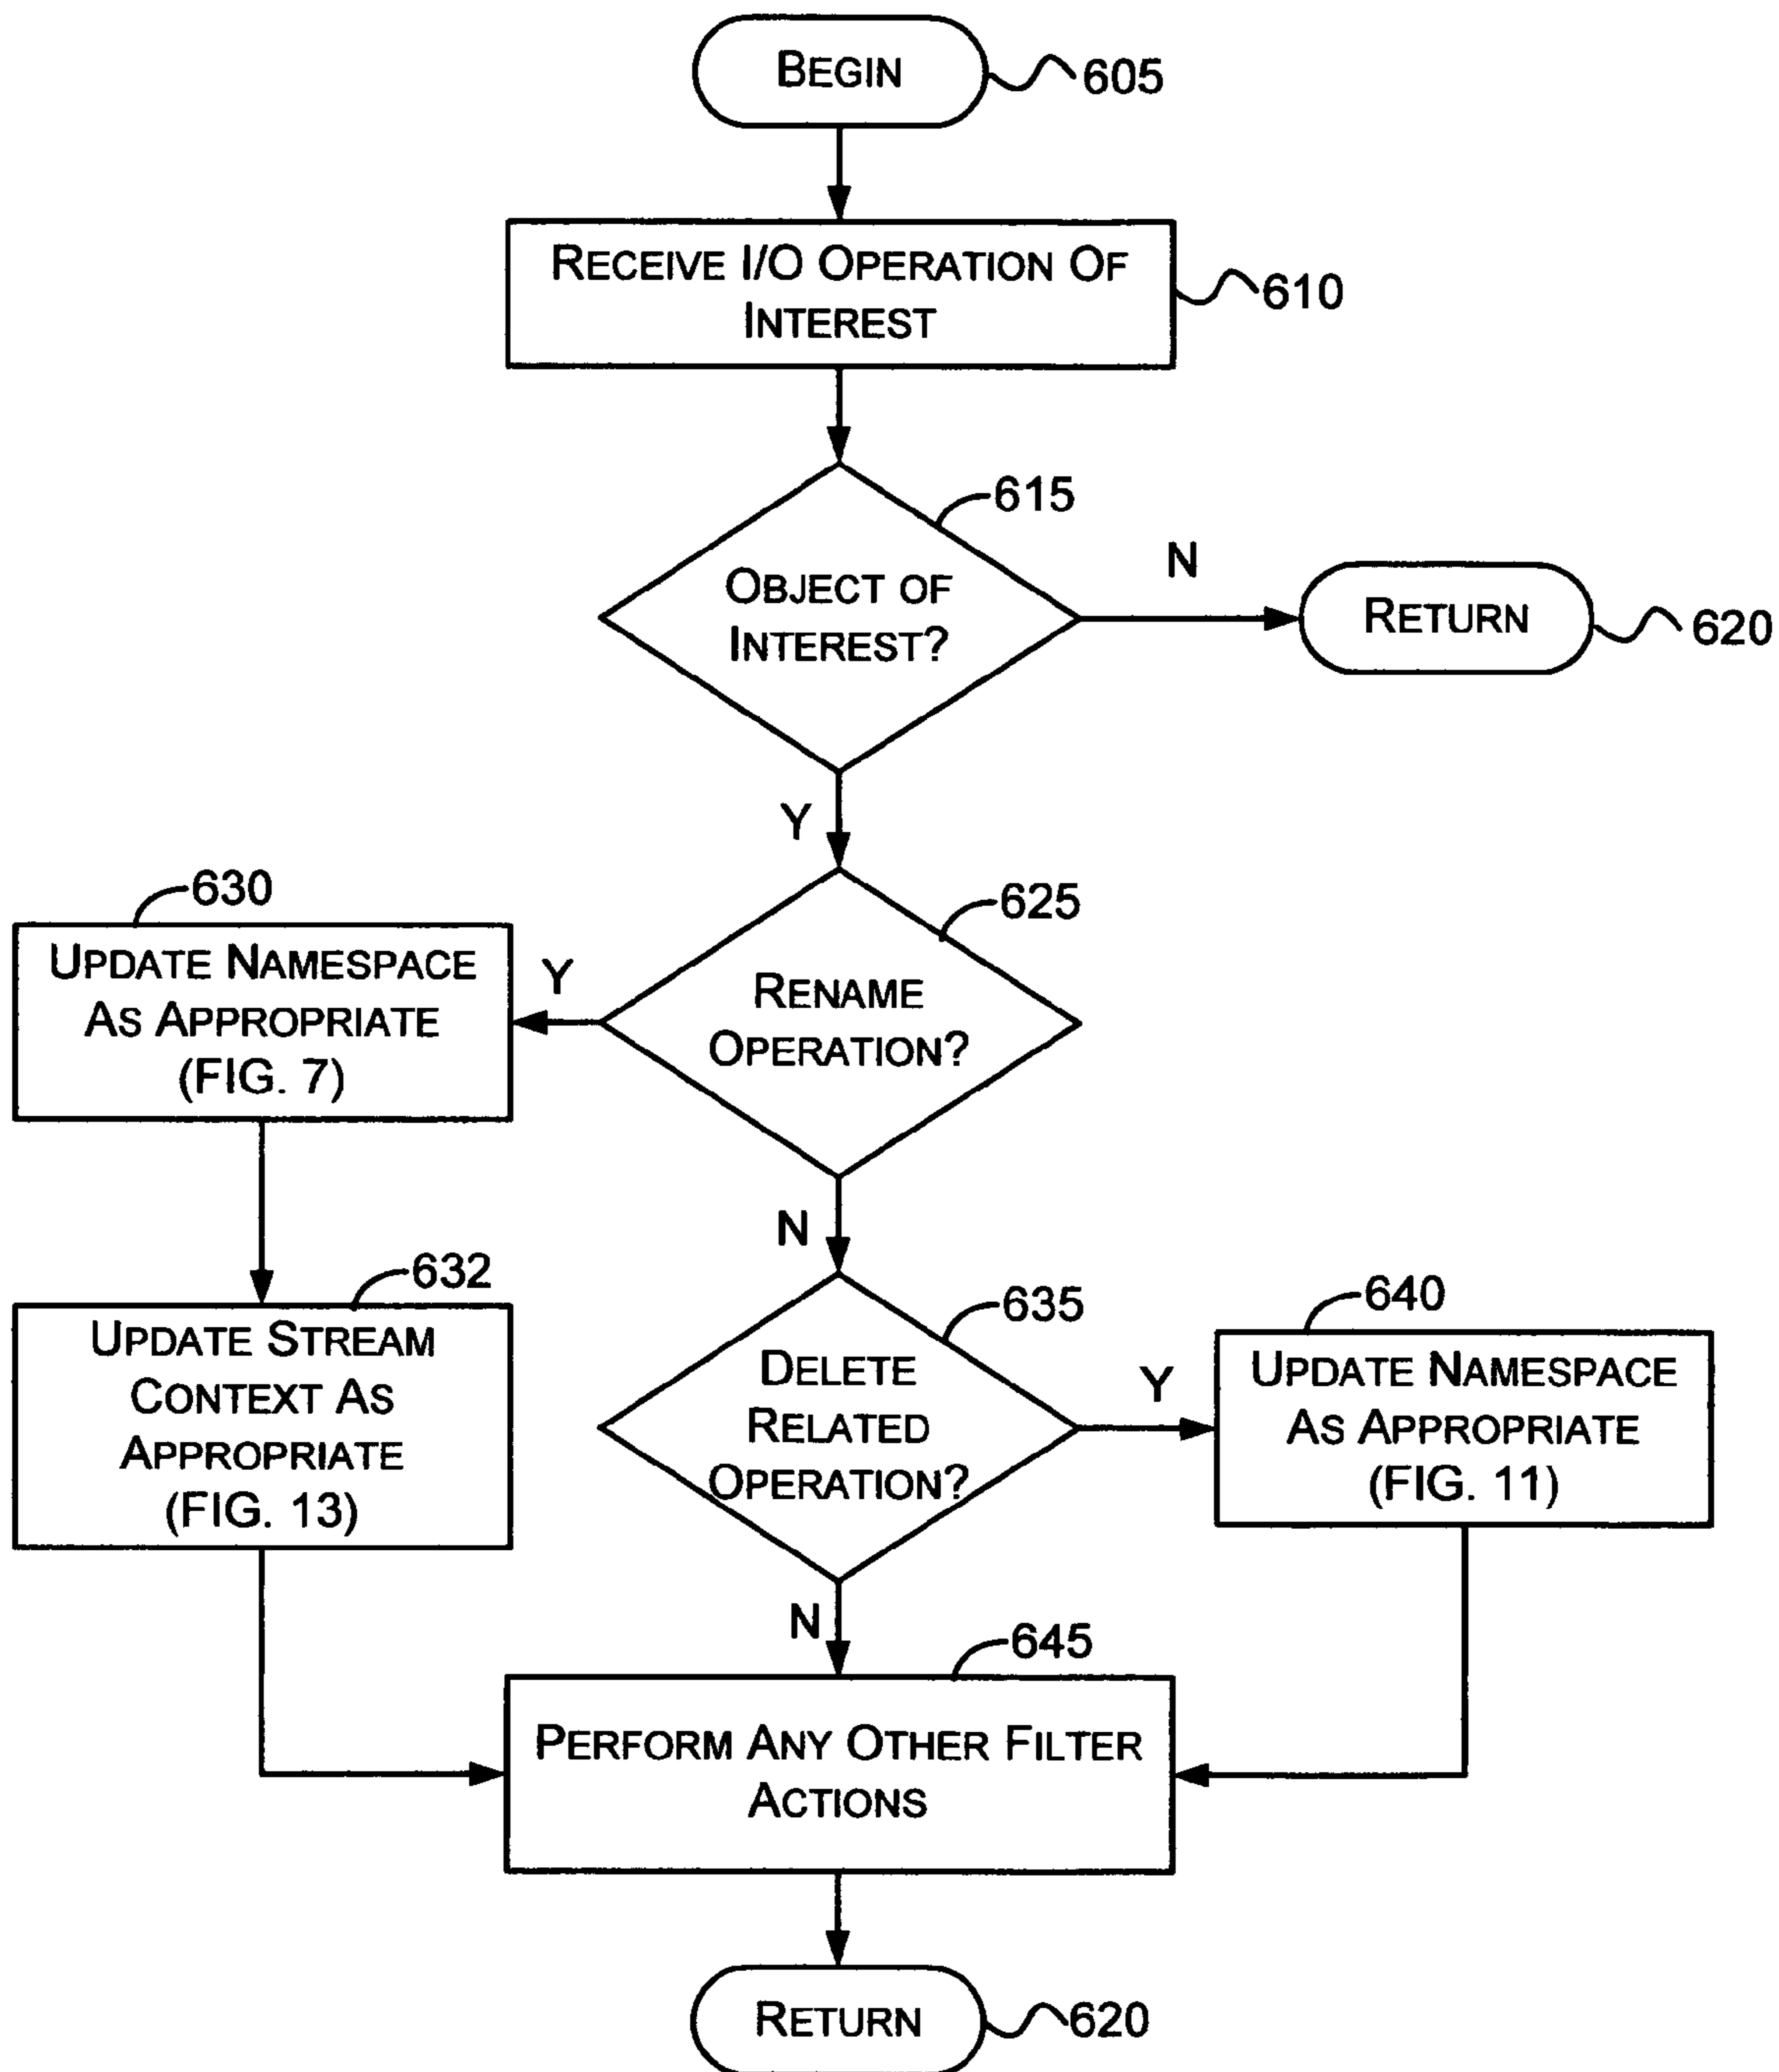 BEGIN
605
RECEIVE I/O OPERATION OF
INTEREST
610
615
OBJECT OF
INTEREST?
N
RETURN
620
Y
630
UPDATE NAMESPACE
AS APPROPRIATE
(FIG. 7)
Y
625
RENAME
OPERATION?
632
UPDATE STREAM
CONTEXT AS
APPROPRIATE
(FIG. 13)
N
635
DELETE
RELATED
OPERATION?
Y
640
UPDATE NAMESPACE
AS APPROPRIATE
(FIG. 11)
N
645
PERFORM ANY OTHER FILTER
ACTIONS
RETURN
620